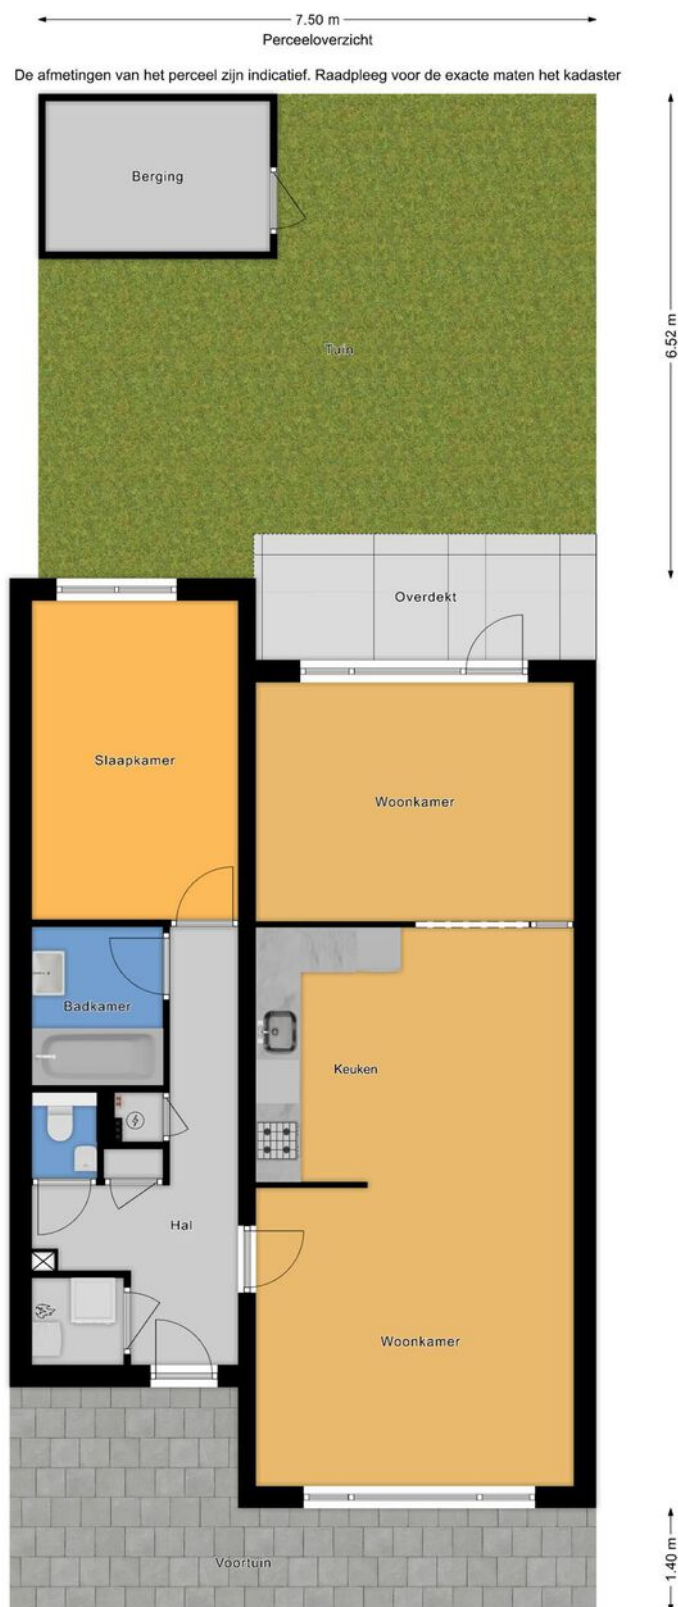 7.50 m
Perceeloverzicht
De afmetingen van het perceel zijn indicatief. Raadpleeg voor de exacte maten het kadaster
Berging
Tuin
6.52 m
Overdekt
Slaapkamer
Woonkamer
Badkamer
Keuken
Hal
Woonkamer
Voortuin
1.40 m